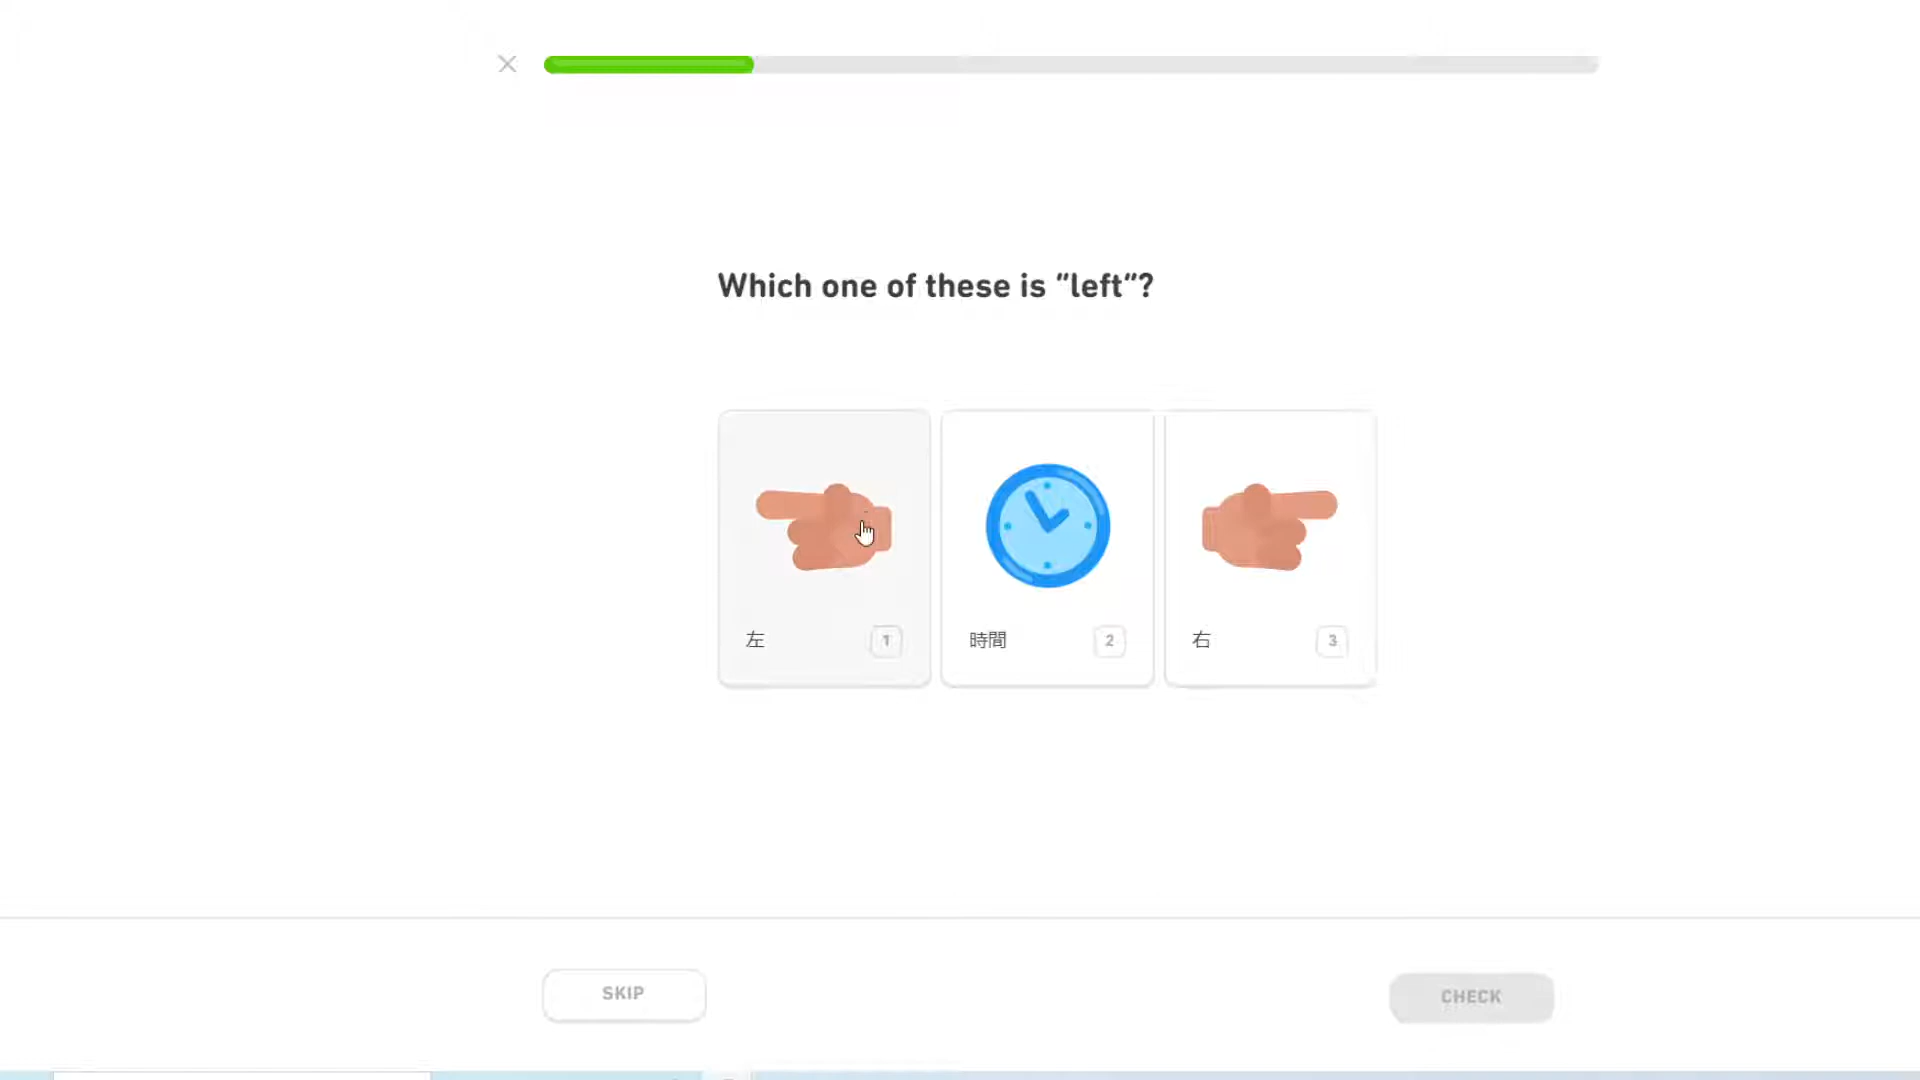 Which one of these is "left"?
左 1
時間 2
右 3
SKIP
CHECK